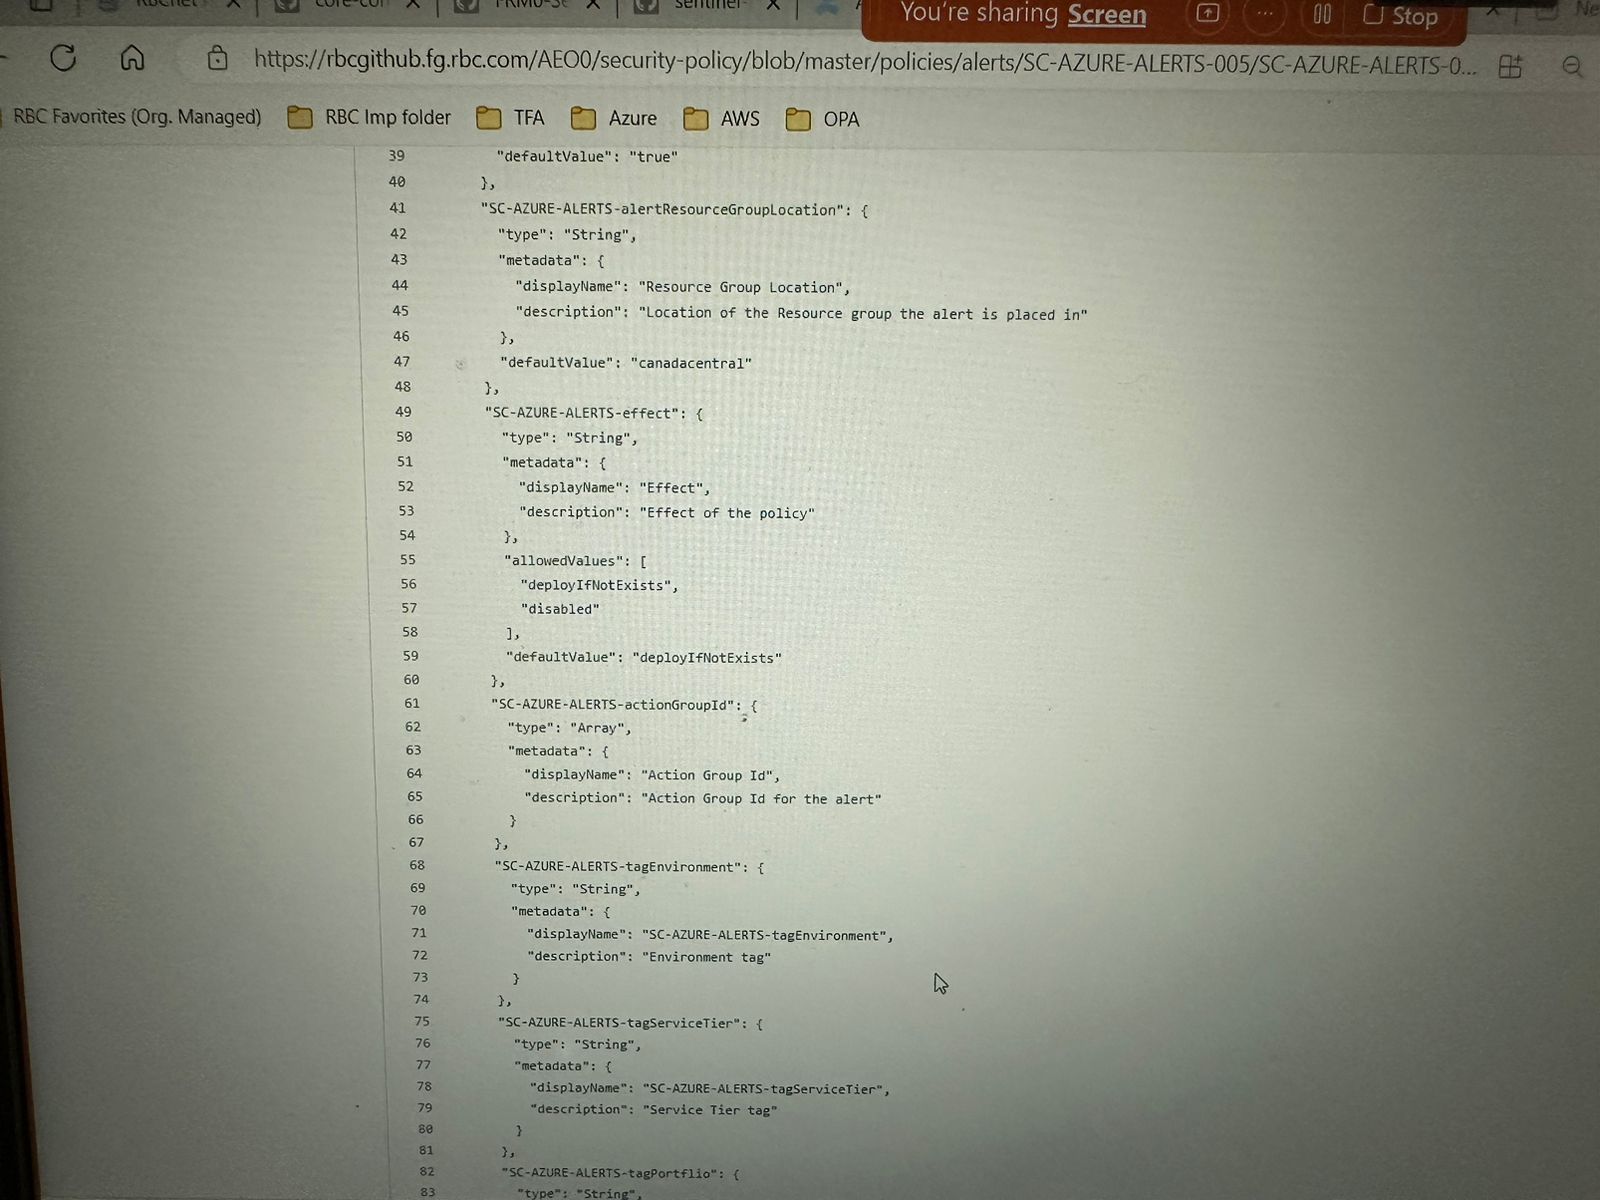 You're sharing Screen
Stop
https://rbcgithub.fg.rbc.com/AEO0/security-policy/blob/master/policies/alerts/SC-AZURE-ALERTS-005/SC-AZURE-ALERTS-0...
RBC Favorites (Org. Managed) RBC Imp folder TFA Azure AWS OPA
39 "defaultValue": "true"
40 },
41 "SC-AZURE-ALERTS-alertResourceGroupLocation": {
42 "type": "String",
43 "metadata": {
44 "displayName": "Resource Group Location",
45 "description": "Location of the Resource group the alert is placed in"
46 },
47 "defaultValue": "canadacentral"
48 },
49 "SC-AZURE-ALERTS-effect": {
50 "type": "String",
51 "metadata": {
52 "displayName": "Effect",
53 "description": "Effect of the policy"
54 },
55 "allowedValues": [
56 "deployIfNotExists",
57 "disabled"
58 ],
59 "defaultValue": "deployIfNotExists"
60 },
61 "SC-AZURE-ALERTS-actionGroupId": {
62 "type": "Array",
63 "metadata": {
64 "displayName": "Action Group Id",
65 "description": "Action Group Id for the alert"
66 }
67 },
68 "SC-AZURE-ALERTS-tagEnvironment": {
69 "type": "String",
70 "metadata": {
71 "displayName": "SC-AZURE-ALERTS-tagEnvironment",
72 "description": "Environment tag"
73 }
74 },
75 "SC-AZURE-ALERTS-tagServiceTier": {
76 "type": "String",
77 "metadata": {
78 "displayName": "SC-AZURE-ALERTS-tagServiceTier",
79 "description": "Service Tier tag"
80 }
81 },
82 "SC-AZURE-ALERTS-tagPortflio": {
83 "type": "String",